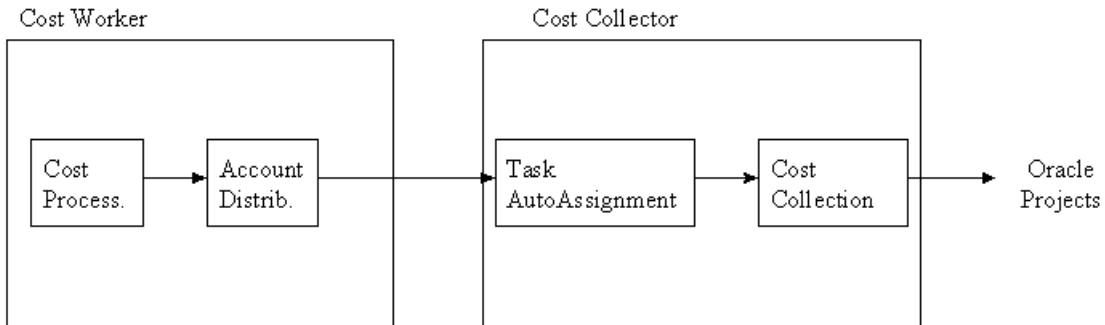 Cost Worker
Cost Collector
Cost
Process.
Account
Distrib.
Task
AutoAssignment
Cost
Collection
Oracle
Projects